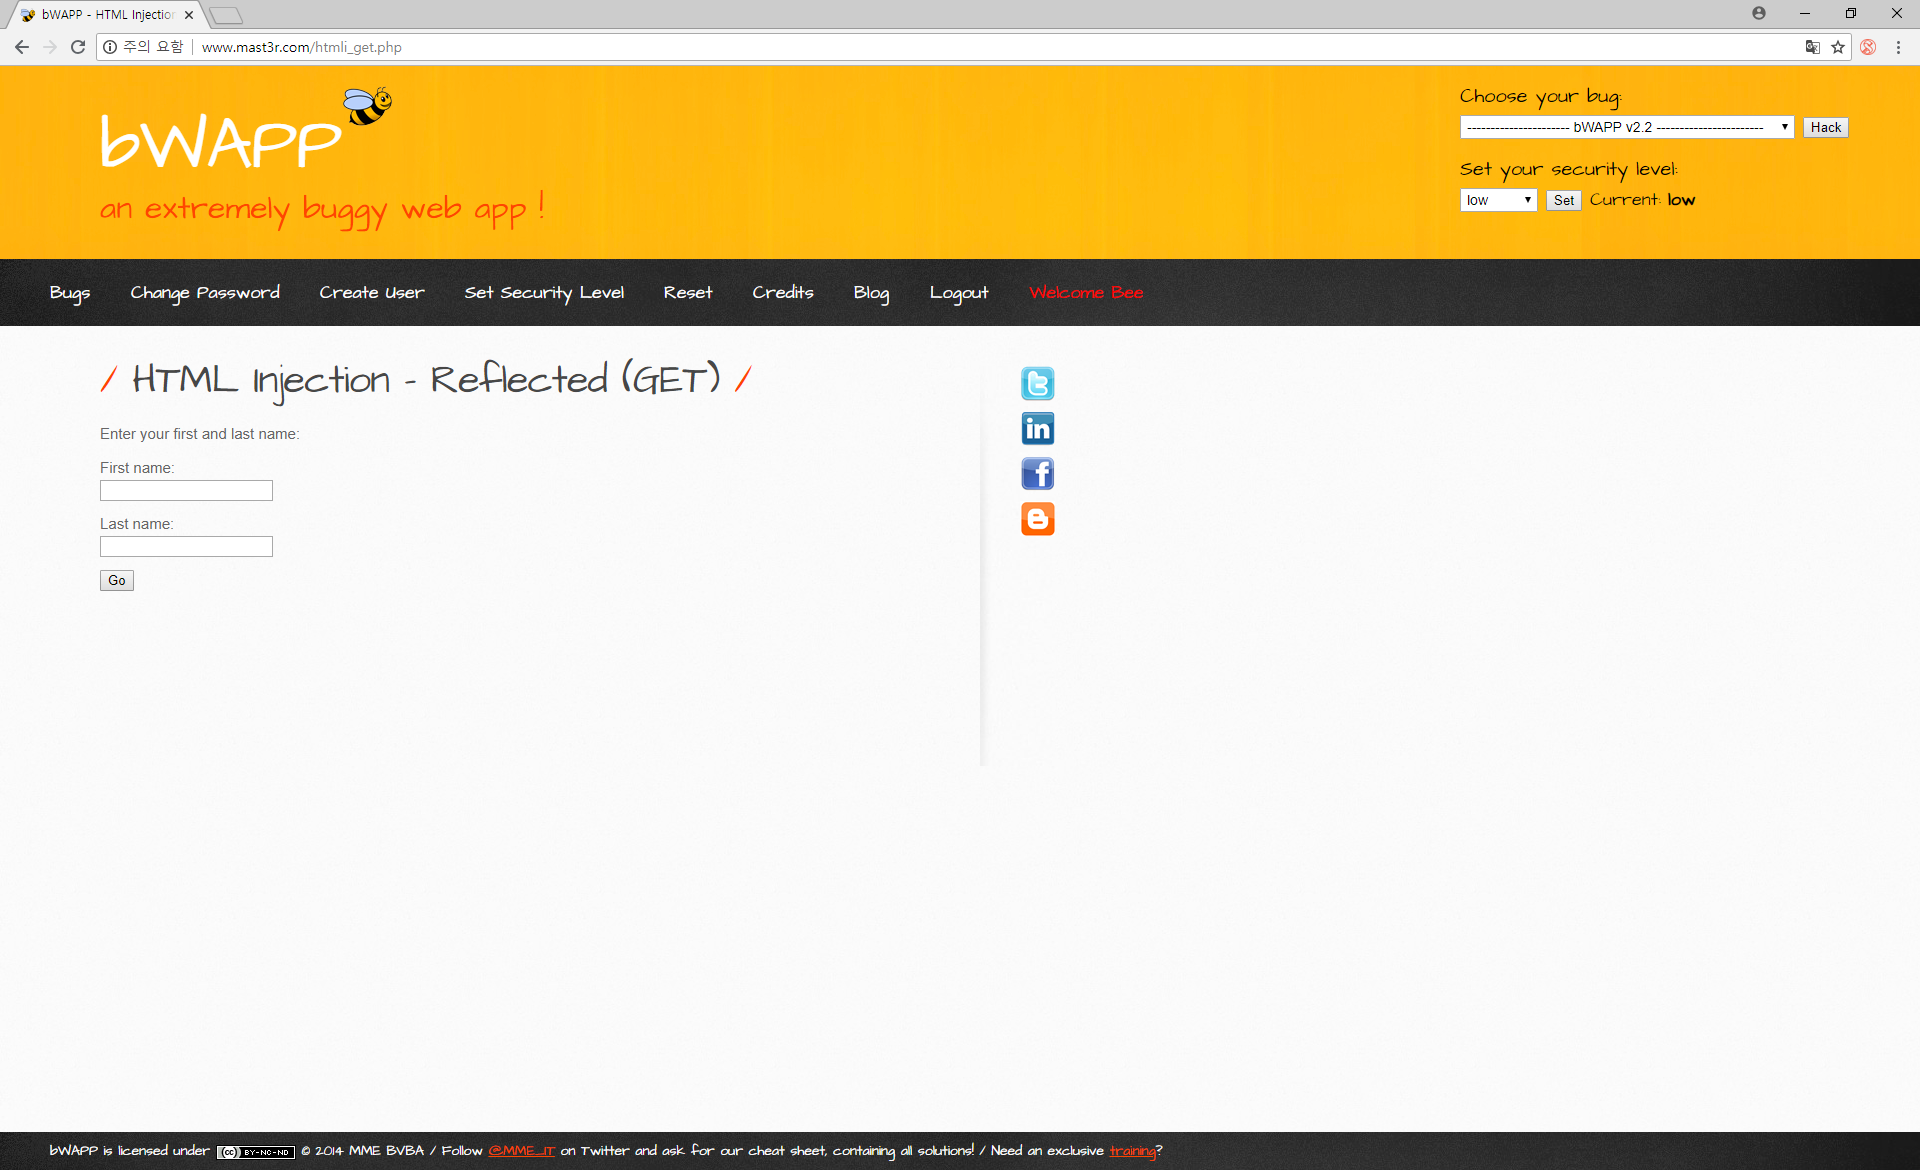 bWAPP - HTML Injection
주의 요함 www.mast3r.com/htmli_get.php
bWAPP
an extremely buggy web app !
Choose your bug:
---------------------- bWAPP v2.2 -----------------------
Hack
Set your security level:
low Set Current: low
Bugs Change Password Create User Set Security Level Reset Credits Blog Logout Welcome Bee
/ HTML Injection - Reflected (GET) /
Enter your first and last name:
First name:
Last name:
Go
bWAPP is licensed under (cc) BY-NC-ND © 2014 MME BVBA / Follow @MME_IT on Twitter and ask for our cheat sheet, containing all solutions! / Need an exclusive training?